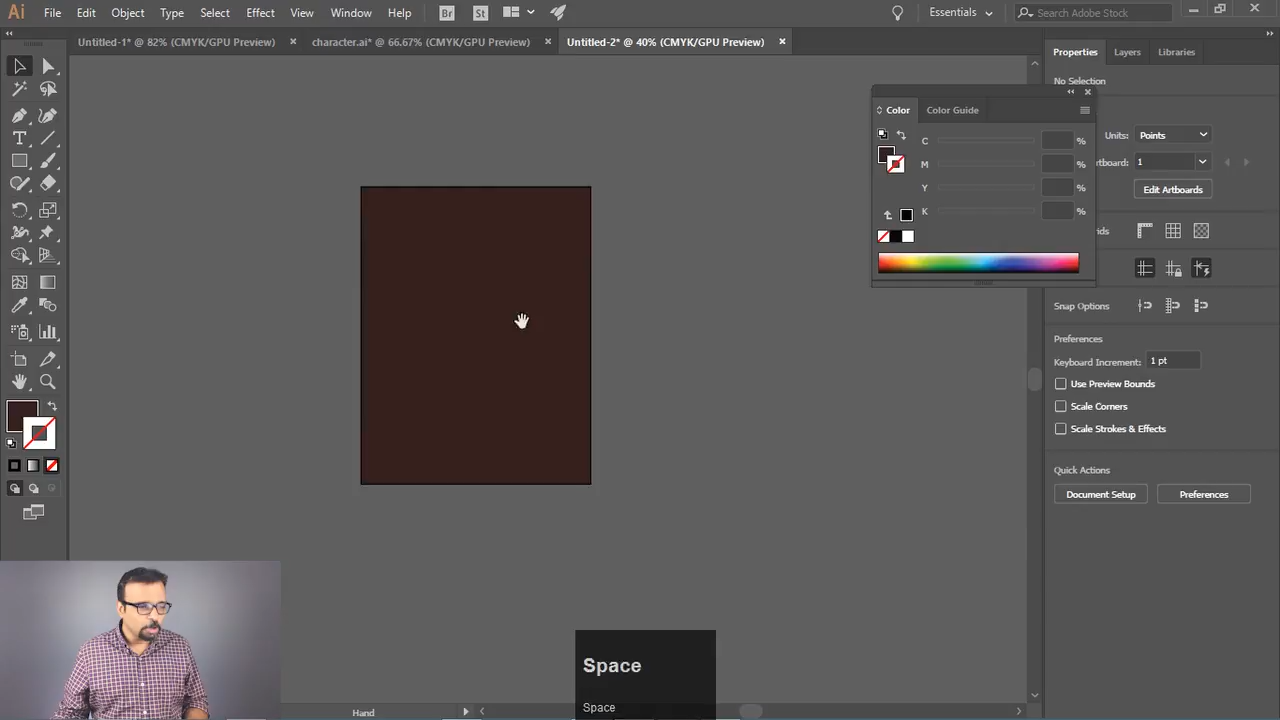 Ai File Edit Object Type Select Effect View Window Help Br St Essentials Search Adobe Stock
Untitled-1* @ 82% (CMYK/GPU Preview) character.ai* @ 66.67% (CMYK/GPU Preview) Untitled-2* @ 40% (CMYK/GPU Preview)
Properties Layers Libraries
No Selection
Color Color Guide
Units: Points
C %
M %
Y %
K %
artboard: 1
Edit Artboards
rids
Snap Options
Preferences
Keyboard Increment: 1 pt
Use Preview Bounds
Scale Corners
Scale Strokes & Effects
Quick Actions
Document Setup Preferences
Space
Space
Hand